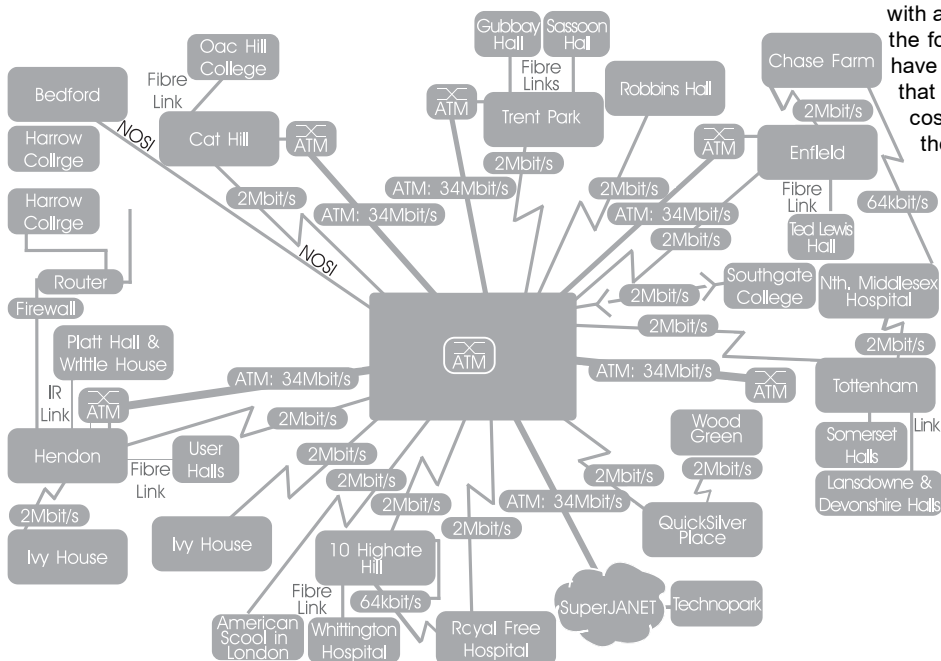 with a
the fo
have
that
cos
the
Gubbay
Hall
Sassoon
Hall
Oac Hill
College
Fibre
Link
Fibre
Links
Chase Farm
Bedford
ATM
Robbins Hall
2Mbit/s
Cat Hill
ATM
Trent Park
ATM
Enfield
NOSI
Harrow
Collrge
2Mbit/s
Fibre
Link
2Mbit/s
2Mbit/s
64kbit/s
Harrow
Collrge
ATM: 34Mbit/s
ATM: 34Mbit/s
ATM: 34Mbit/s
Ted Lewis
Hall
2Mbit/s
NOSI
Router
Southgate
College
Nth. Middlesex
Hospital
2Mbit/s
Firewall
2Mbit/s
2Mbit/s
Platt Hall &
Writtle House
ATM
ATM: 34Mbit/s
ATM: 34Mbit/s
ATM
Tottenham
IR
Link
ATM
2Mbit/s
Wood
Green
Link
Hendon
User
Halls
Somerset
Halls
Fibre
Link
2Mbit/s
2Mbit/s
2Mbit/s
Lansdowne &
Devonshire Halls
2Mbit/s
2Mbit/s
ATM: 34Mbit/s
2Mbit/s
QuickSilver
Place
Ivy House
Ivy House
10 Highate
Hill
Fibre
Link
64kbit/s
SuperJANET
Technopark
American
Scool in
London
Whittington
Hospital
Rcyal Free
Hospital